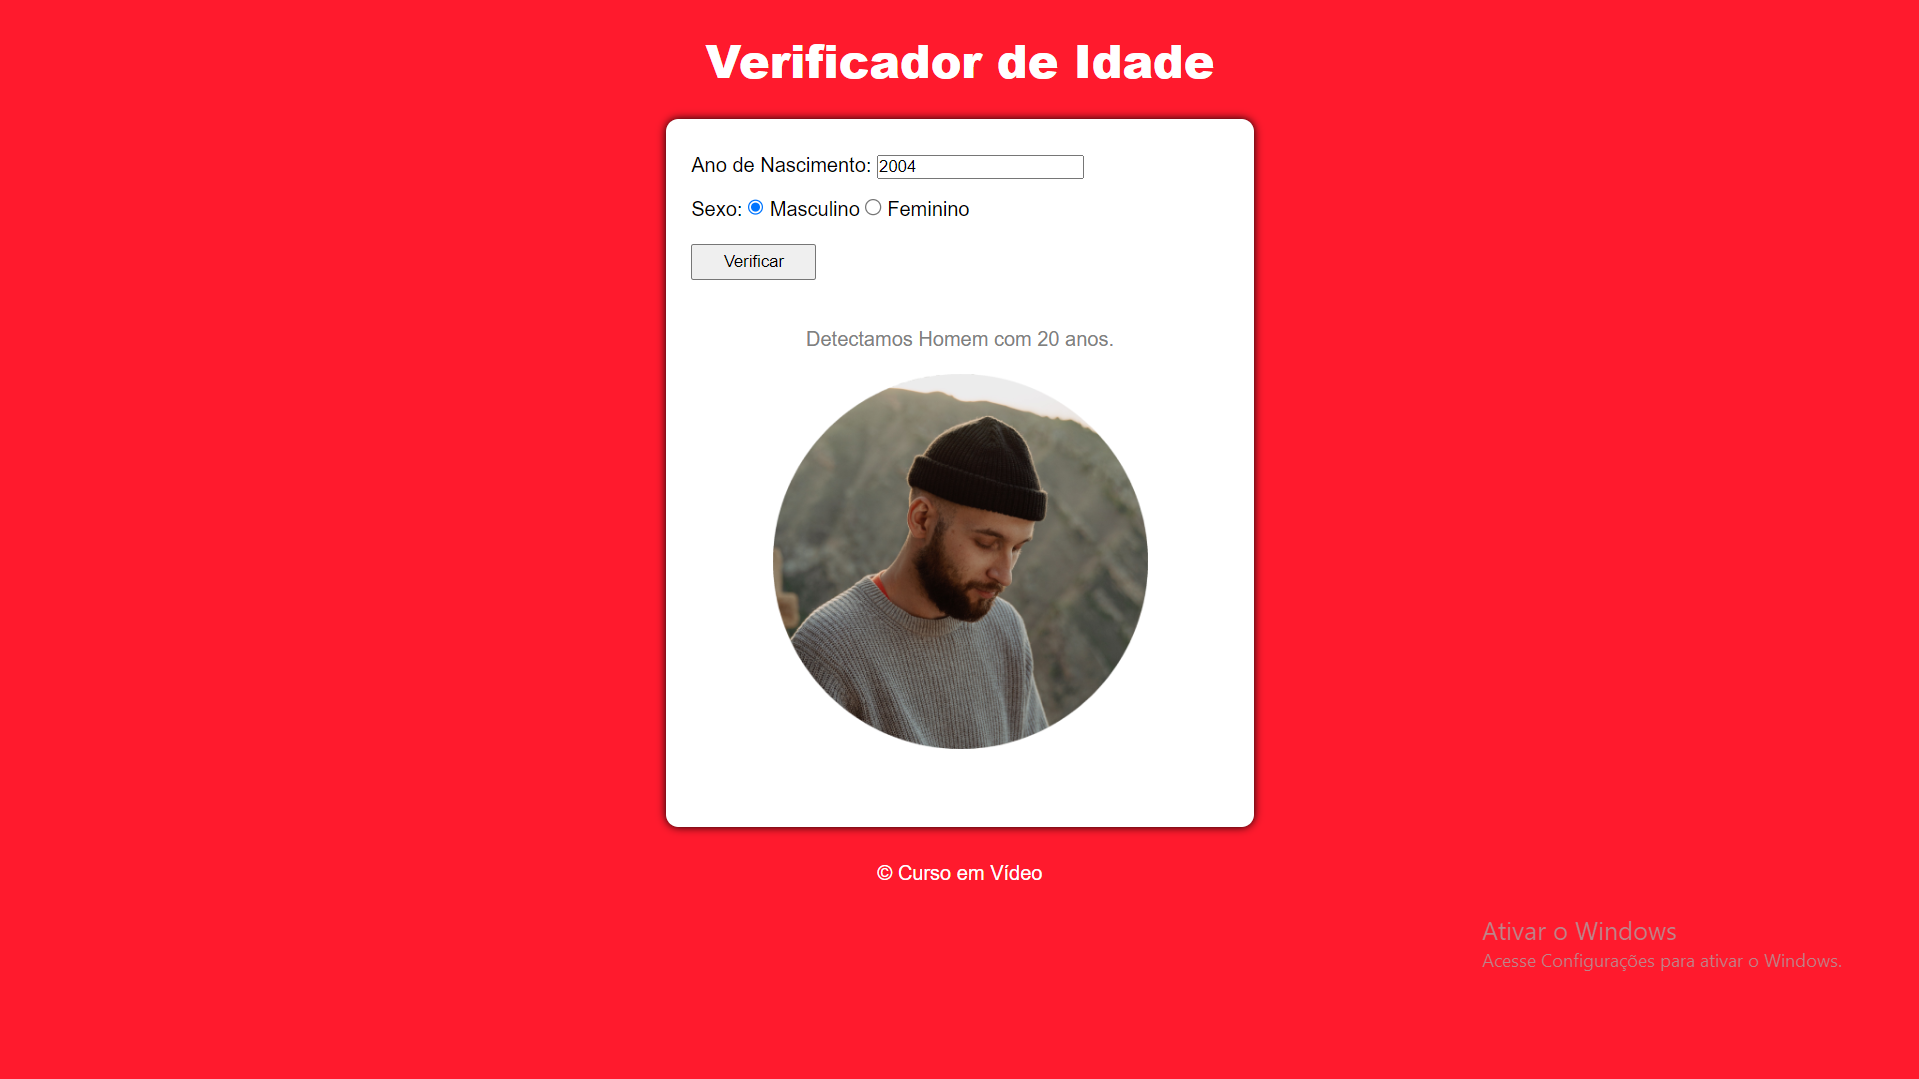 Verificador de Idade
Ano de Nascimento: 2004
Sexo: Masculino Feminino
Verificar
Detectamos Homem com 20 anos.
© Curso em Vídeo
Ativar o Windows
Acesse Configurações para ativar o Windows.